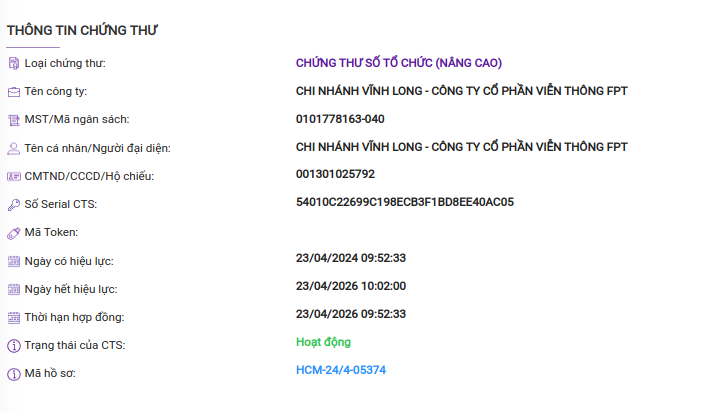 THÔNG TIN CHỨNG THƯ
Loại chứng thư: CHỨNG THƯ SỐ TỔ CHỨC (NÂNG CAO)
Tên công ty: CHI NHÁNH VĨNH LONG - CÔNG TY CỔ PHẦN VIỄN THÔNG FPT
MST/Mã ngân sách: 0101778163-040
Tên cá nhân/Người đại diện: CHI NHÁNH VĨNH LONG - CÔNG TY CỔ PHẦN VIỄN THÔNG FPT
CMTND/CCCD/Hộ chiếu: 001301025792
Số Serial CTS: 54010C22699C198ECB3F1BD8EE40AC05
Mã Token:
Ngày có hiệu lực: 23/04/2024 09:52:33
Ngày hết hiệu lực: 23/04/2026 10:02:00
Thời hạn hợp đồng: 23/04/2026 09:52:33
Trạng thái của CTS: Hoạt động
Mã hồ sơ: HCM-24/4-05374